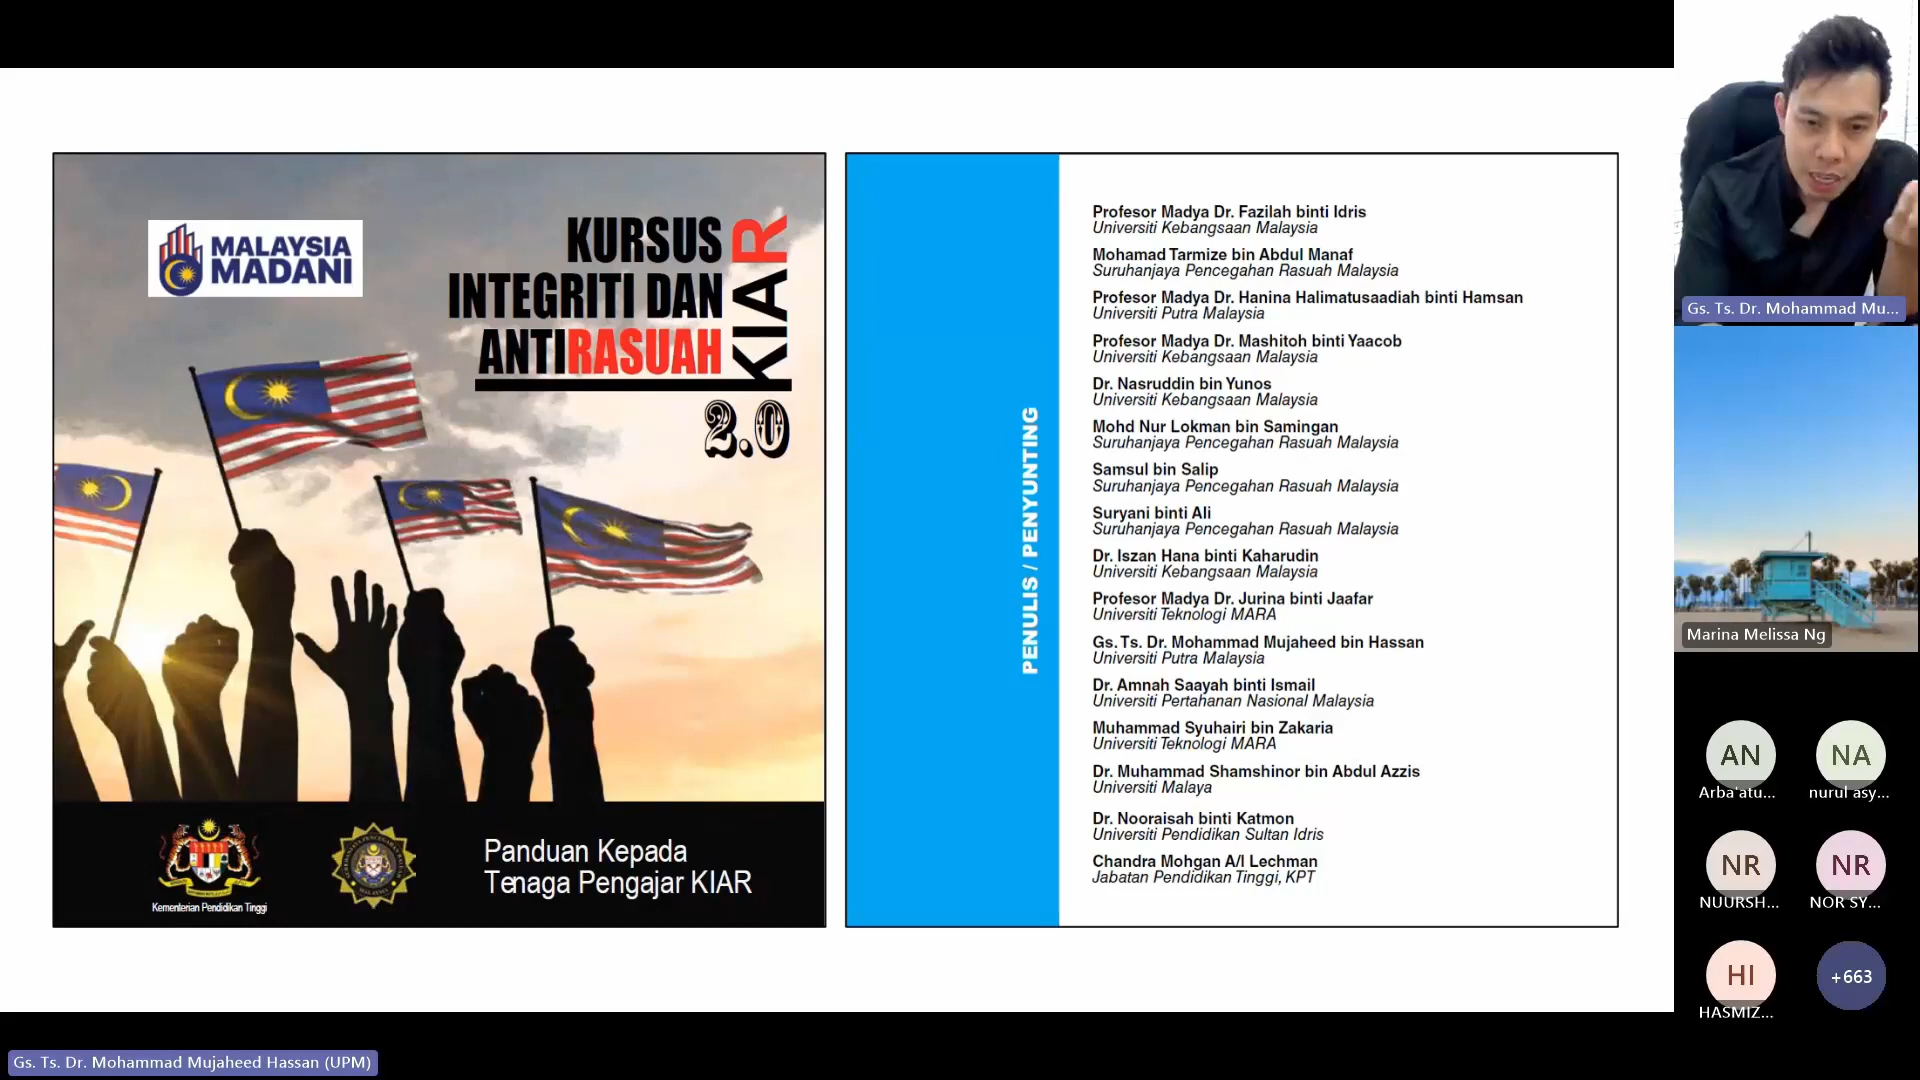 MALAYSIA
MADANI
KURSUS
INTEGRITI DAN
ANTIRASUAH
KIAR
2.0
Kementerian Pendidikan Tinggi
Panduan Kepada
Tenaga Pengajar KIAR
PENULIS / PENYUNTING
Profesor Madya Dr. Fazilah binti Idris
Universiti Kebangsaan Malaysia
Mohamad Tarmize bin Abdul Manaf
Suruhanjaya Pencegahan Rasuah Malaysia
Profesor Madya Dr. Hanina Halimatusaadiah binti Hamsan
Universiti Putra Malaysia
Profesor Madya Dr. Mashitoh binti Yaacob
Universiti Kebangsaan Malaysia
Dr. Nasruddin bin Yunos
Universiti Kebangsaan Malaysia
Mohd Nur Lokman bin Samingan
Suruhanjaya Pencegahan Rasuah Malaysia
Samsul bin Salip
Suruhanjaya Pencegahan Rasuah Malaysia
Suryani binti Ali
Suruhanjaya Pencegahan Rasuah Malaysia
Dr. Iszan Hana binti Kaharudin
Universiti Kebangsaan Malaysia
Profesor Madya Dr. Jurina binti Jaafar
Universiti Teknologi MARA
Gs. Ts. Dr. Mohammad Mujaheed bin Hassan
Universiti Putra Malaysia
Dr. Amnah Saayah binti Ismail
Universiti Pertahanan Nasional Malaysia
Muhammad Syuhairi bin Zakaria
Universiti Teknologi MARA
Dr. Muhammad Shamshinor bin Abdul Azzis
Universiti Malaya
Dr. Nooraisah binti Katmon
Universiti Pendidikan Sultan Idris
Chandra Mohgan A/l Lechman
Jabatan Pendidikan Tinggi, KPT
Gs. Ts. Dr. Mohammad Mu...
Marina Melissa Ng
AN
Arba'atu...
NA
nurul asy...
NR
NUURSH...
NR
NOR SY...
HI
HASMIZ...
+663
Gs. Ts. Dr. Mohammad Mujaheed Hassan (UPM)